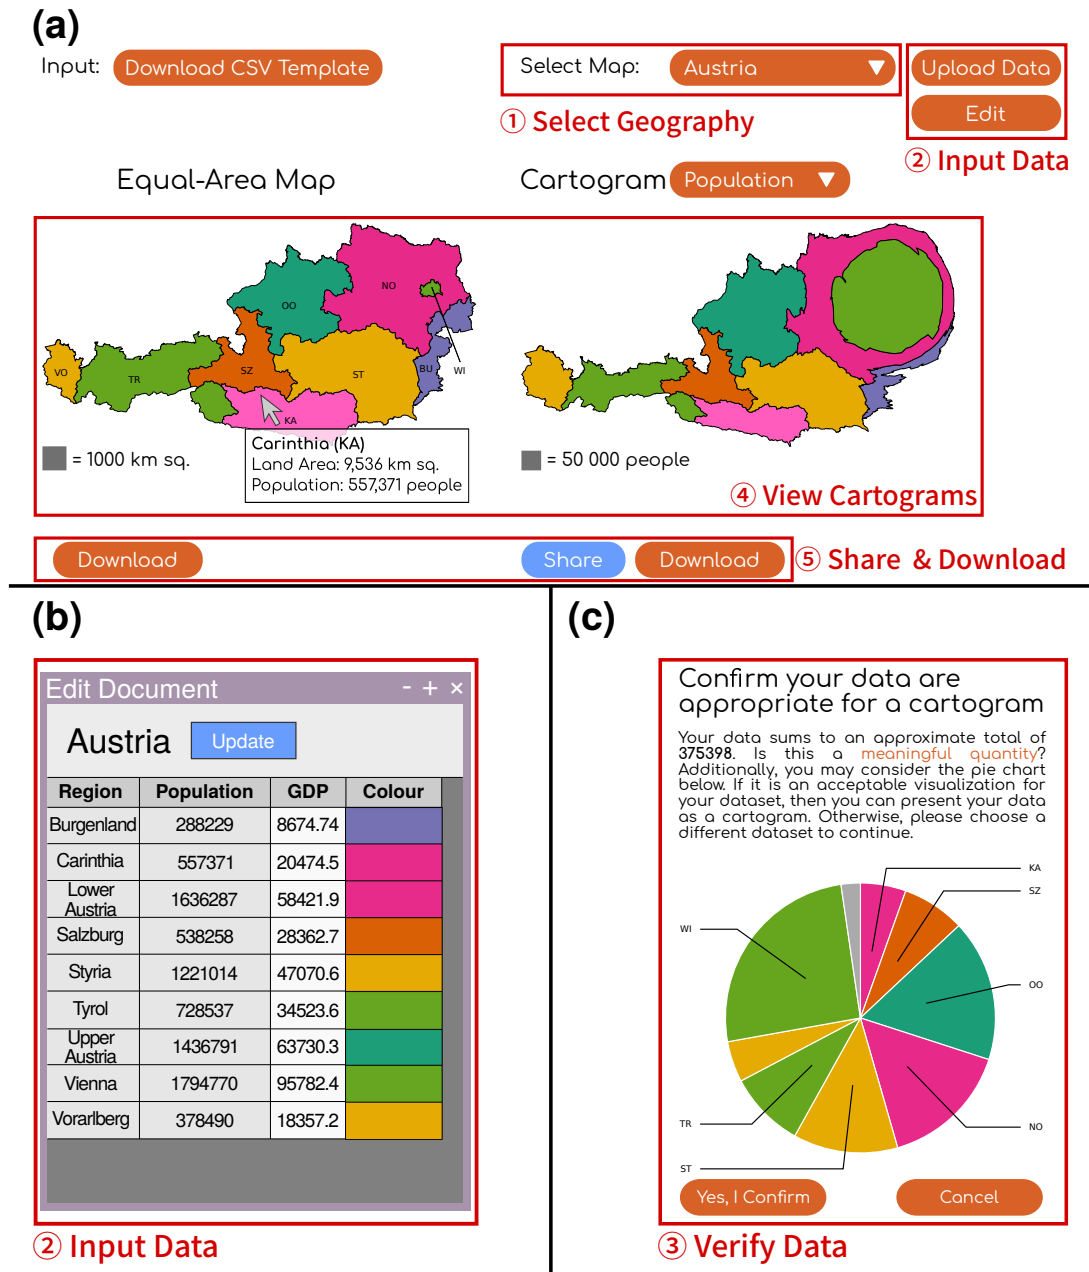 (a)
Input: Download CSV Template
Select Map: Austria
Upload Data
Edit
① Select Geography
② Input Data
Equal-Area Map
Cartogram Population
OO
NO
VO
TR
SZ
ST
BU
WI
KA
Carinthia (KA)
Land Area: 9,536 km sq.
Population: 557,371 people
= 1000 km sq.
= 50 000 people
④ View Cartograms
Download
Share
Download
⑤ Share & Download
(b)
Edit Document - + ×
Austria Update
Region Population GDP Colour
Burgenland 288229 8674.74
Carinthia 557371 20474.5
Lower
Austria 1636287 58421.9
Salzburg 538258 28362.7
Styria 1221014 47070.6
Tyrol 728537 34523.6
Upper
Austria 1436791 63730.3
Vienna 1794770 95782.4
Vorarlberg 378490 18357.2
② Input Data
(c)
Confirm your data are
appropriate for a cartogram
Your data sums to an approximate total of
375398. Is this a meaningful quantity?
Additionally, you may consider the pie chart
below. If it is an acceptable visualization for
your dataset, then you can present your data
as a cartogram. Otherwise, please choose a
different dataset to continue.
KA
SZ
WI
OO
TR
NO
ST
Yes, I Confirm
Cancel
③ Verify Data